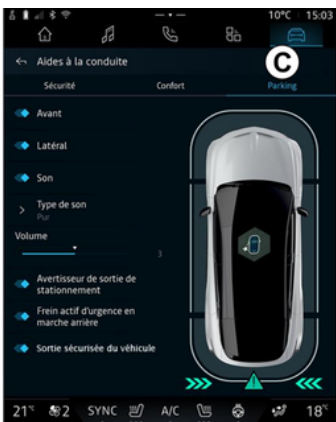 10°C 15:03
Aides à la conduite
C
Sécurité Confort Parking
Avant
Latéral
Son
Type de son
Pur
Volume
3
Avertisseur de sortie de
stationnement
Frein actif d'urgence en
marche arrière
Sortie sécurisée du véhicule
21°C 2 SYNC A/C 18°